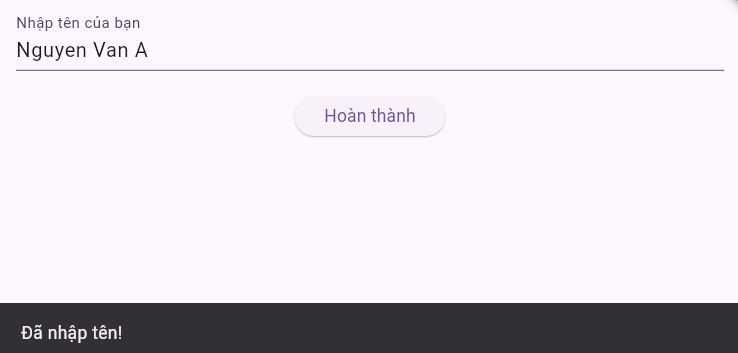 Nhập tên của bạn
Nguyen Van A
Hoàn thành
Đã nhập tên!